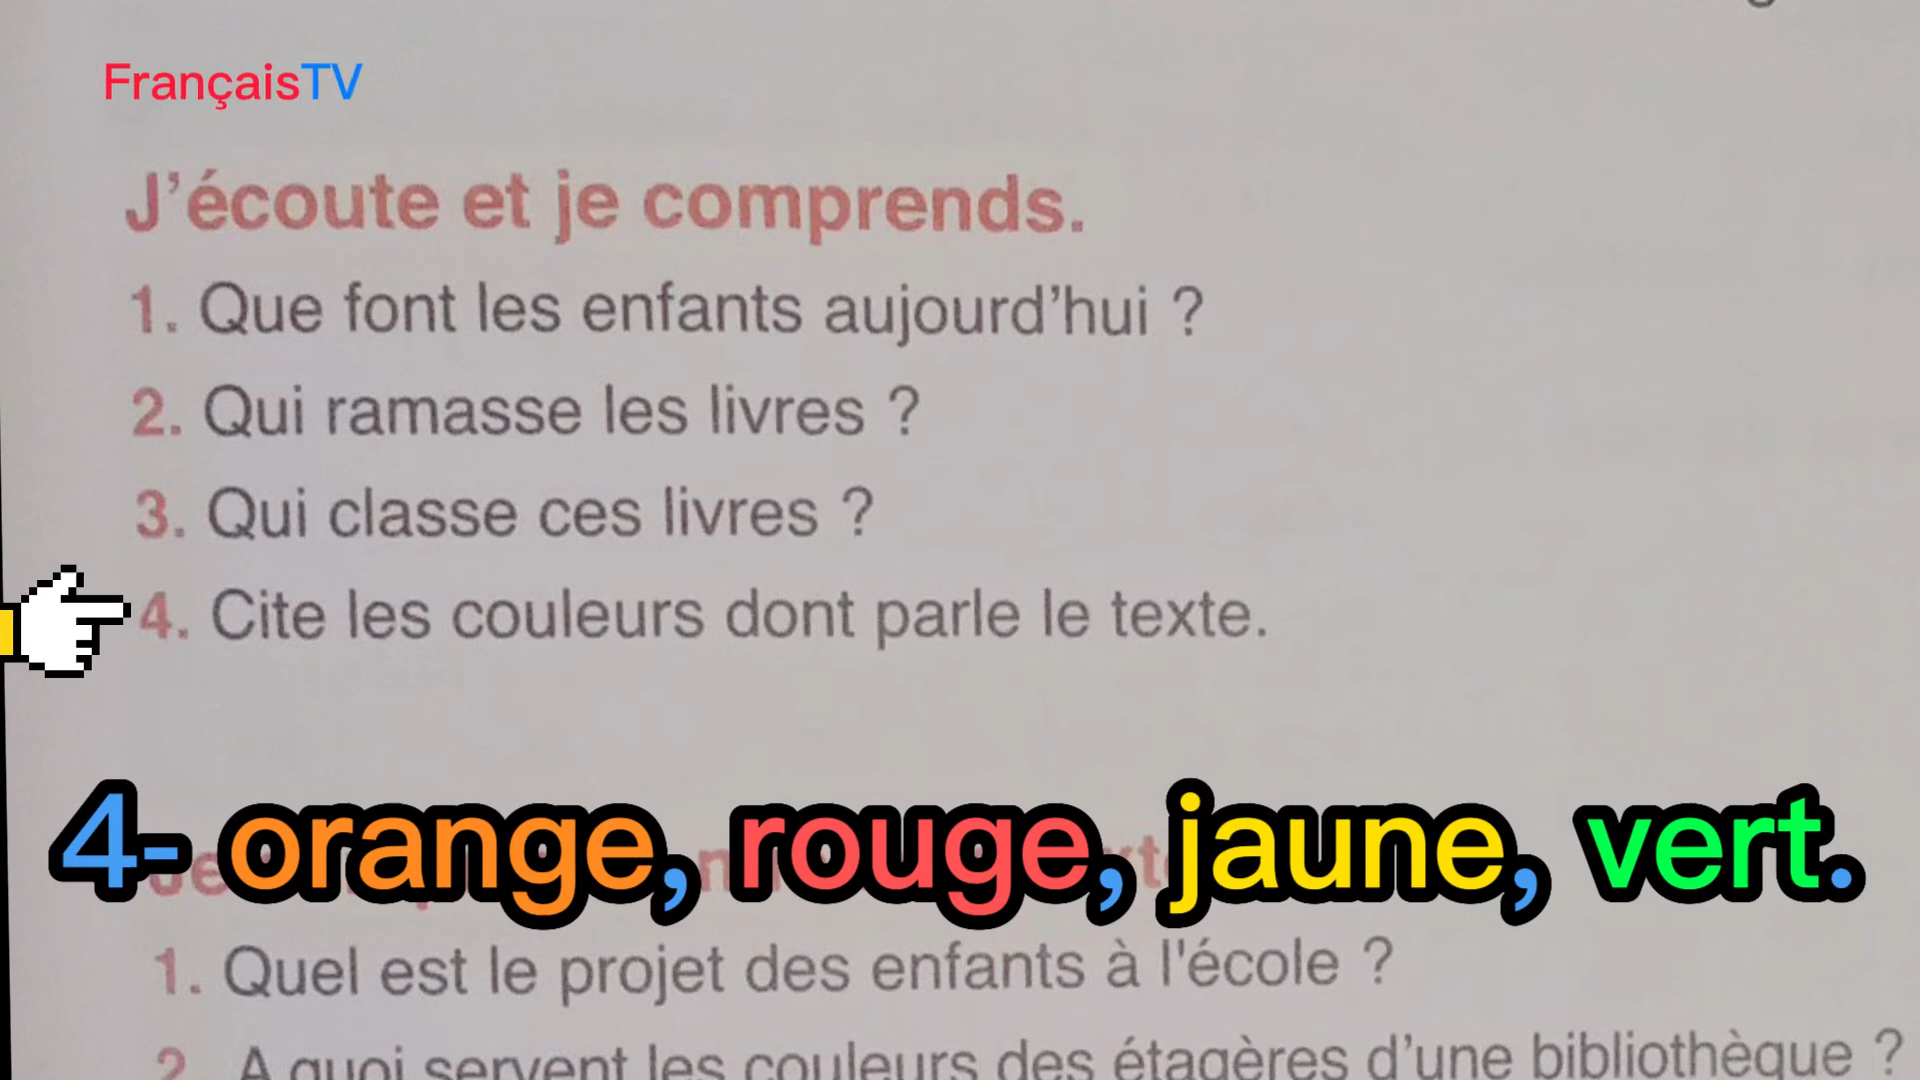 FrançaisTV
J'écoute et je comprends.
1. Que font les enfants aujourd'hui ?
2. Qui ramasse les livres ?
3. Qui classe ces livres ?
4. Cite les couleurs dont parle le texte.
4- orange, rouge, jaune, vert.
1. Quel est le projet des enfants à l'école ?
2. A quoi servent les couleurs des étagères d'une bibliothèque ?